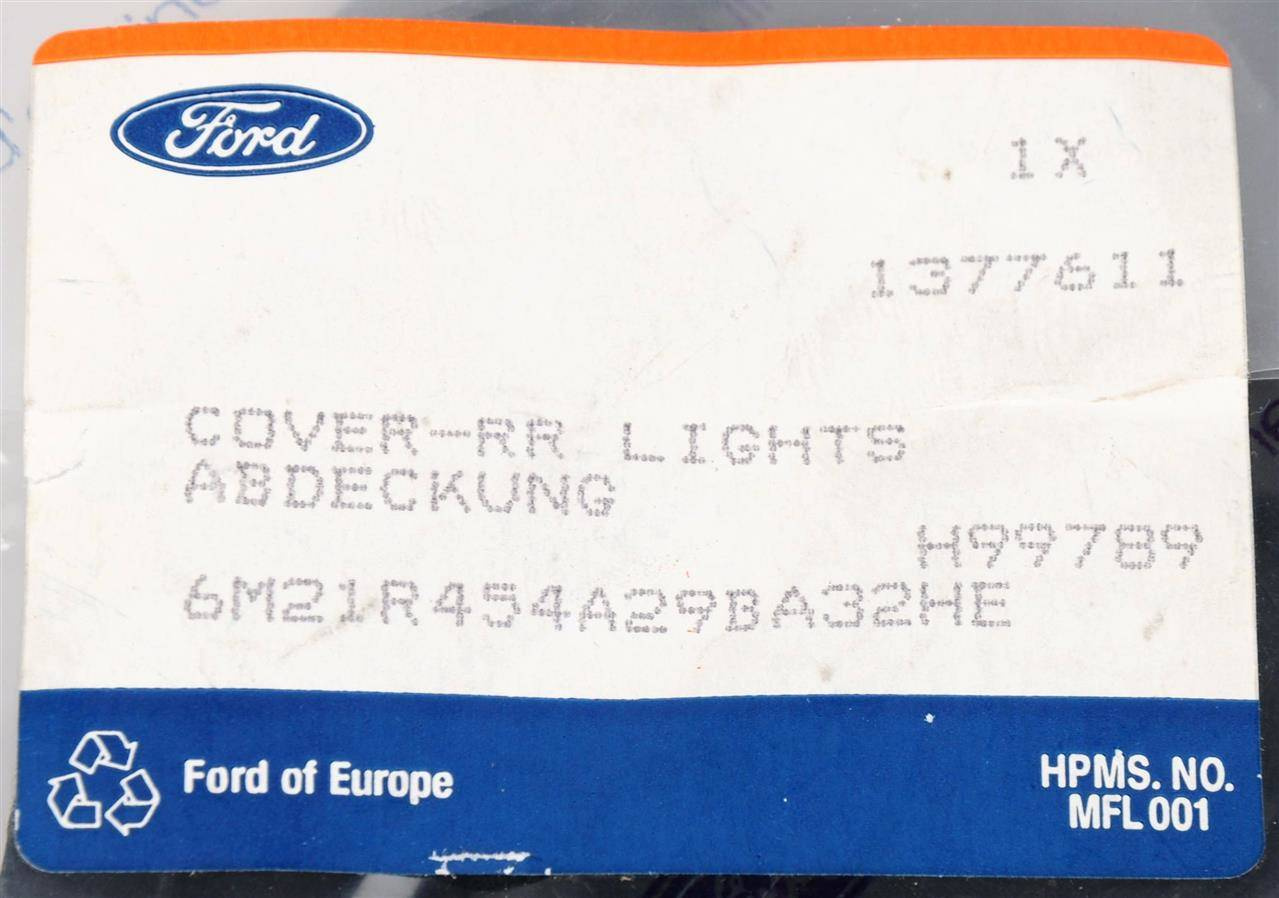 Ford
1X
1377611
COVER-RR LIGHTS
ABDECKUNG
H99789
6M21R454A29BA32HE
Ford of Europe
HPMS. NO.
MFL 001